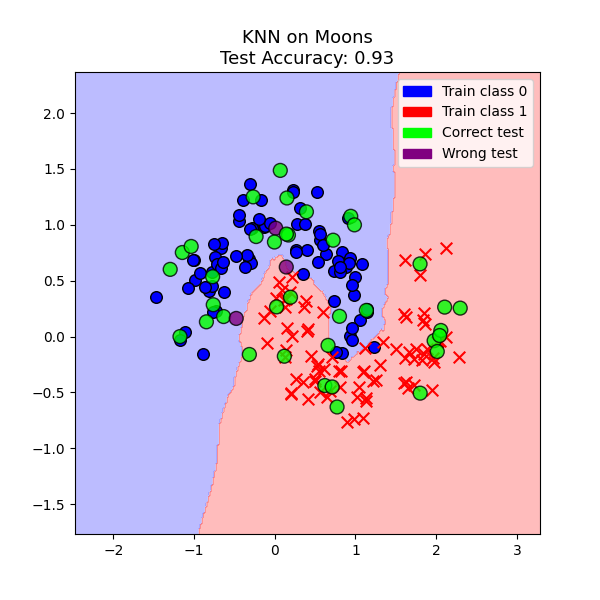 KNN on Moons
Test Accuracy: 0.93
Train class 0
Train class 1
Correct test
Wrong test
2.0
1.5
1.0
0.5
0.0
−0.5
−1.0
−1.5
−2
−1
0
1
2
3